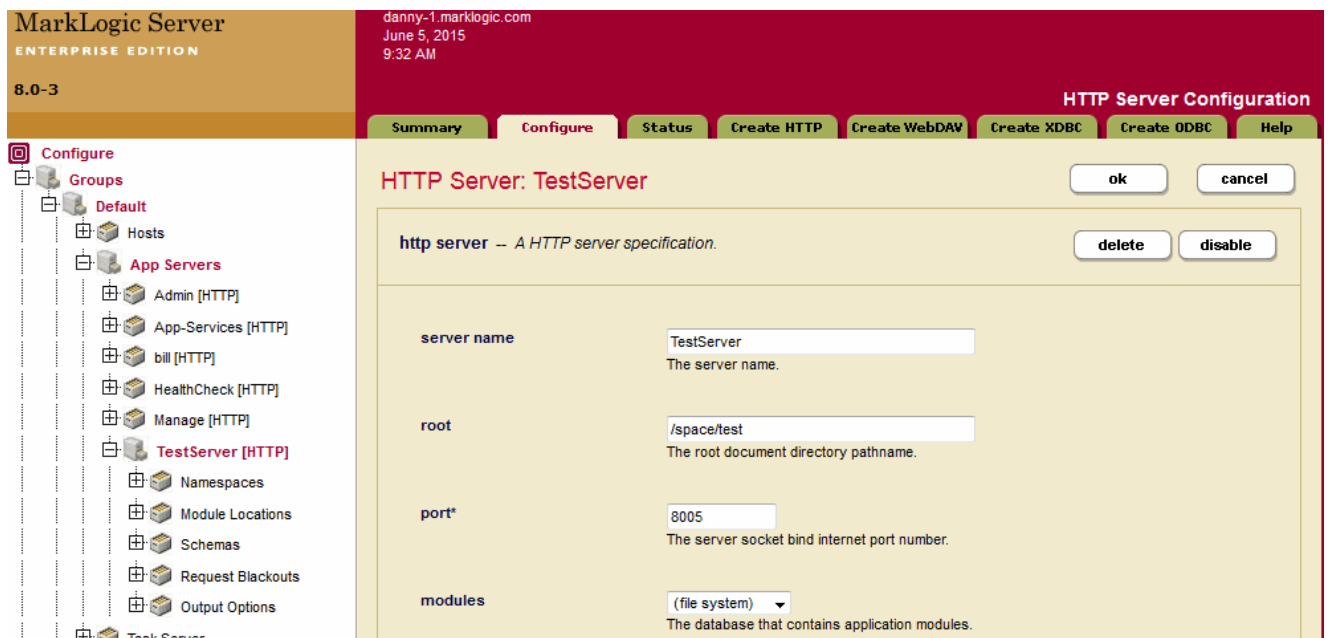 MarkLogic Server
ENTERPRISE EDITION
8.0-3
danny-1.marklogic.com
June 5, 2015
9:32 AM
HTTP Server Configuration
Summary Configure Status Create HTTP Create WebDAV Create XDBC Create ODBC Help
Configure
Groups
Default
Hosts
App Servers
Admin [HTTP]
App-Services [HTTP]
bill [HTTP]
HealthCheck [HTTP]
Manage [HTTP]
TestServer [HTTP]
Namespaces
Module Locations
Schemas
Request Blackouts
Output Options
Task Server
HTTP Server: TestServer
ok cancel
http server -- A HTTP server specification.
delete disable
server name TestServer
The server name.
root /space/test
The root document directory pathname.
port* 8005
The server socket bind internet port number.
modules (file system)
The database that contains application modules.